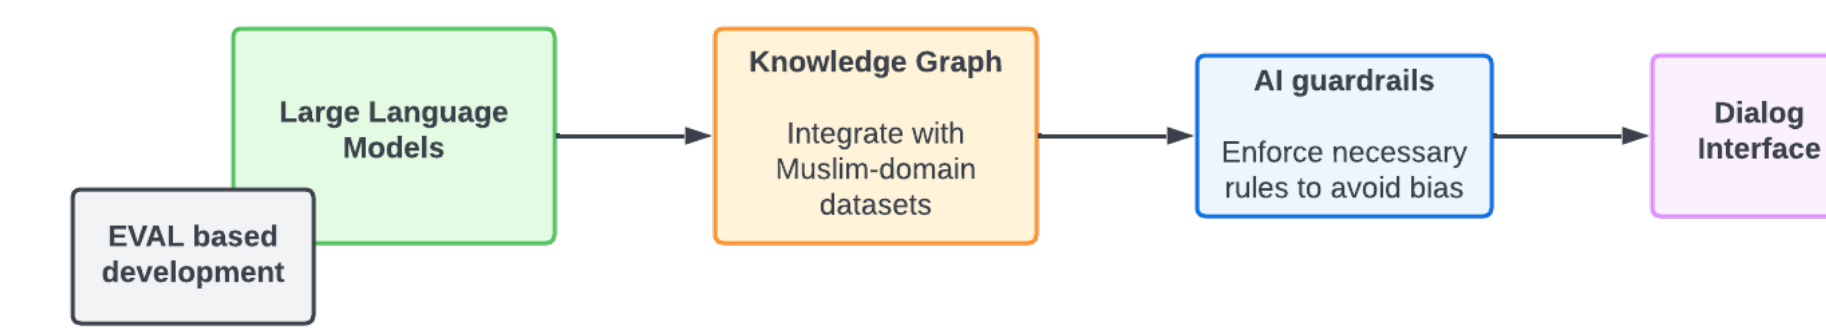 Large Language
Models
EVAL based
development
Knowledge Graph
Integrate with
Muslim-domain
datasets
AI guardrails
Enforce necessary
rules to avoid bias
Dialog
Interface